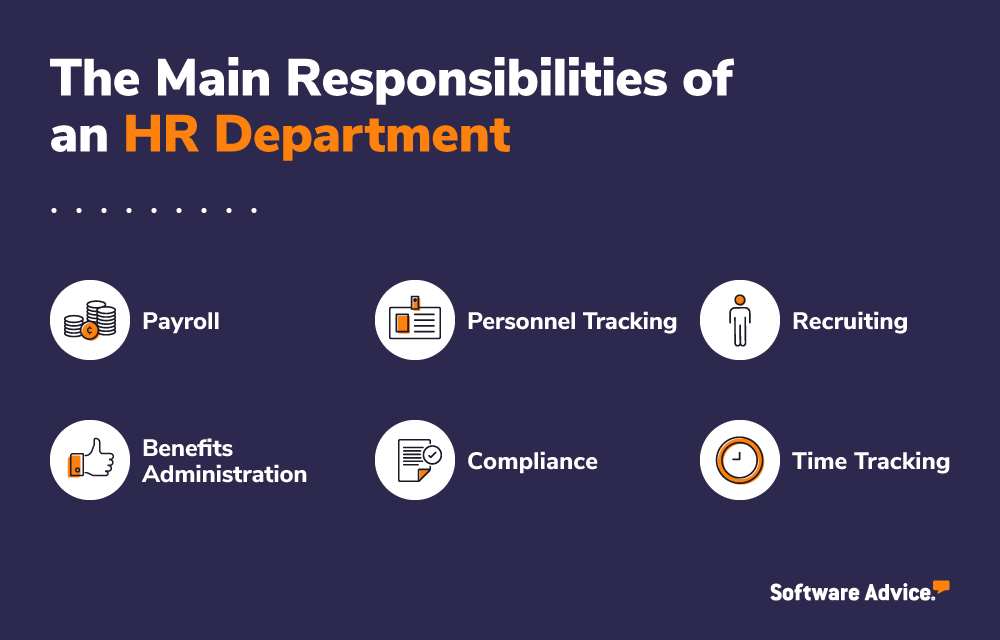 The Main Responsibilities of
an HR Department
Payroll
Personnel Tracking
Recruiting
Benefits
Administration
Compliance
Time Tracking
Software Advice.